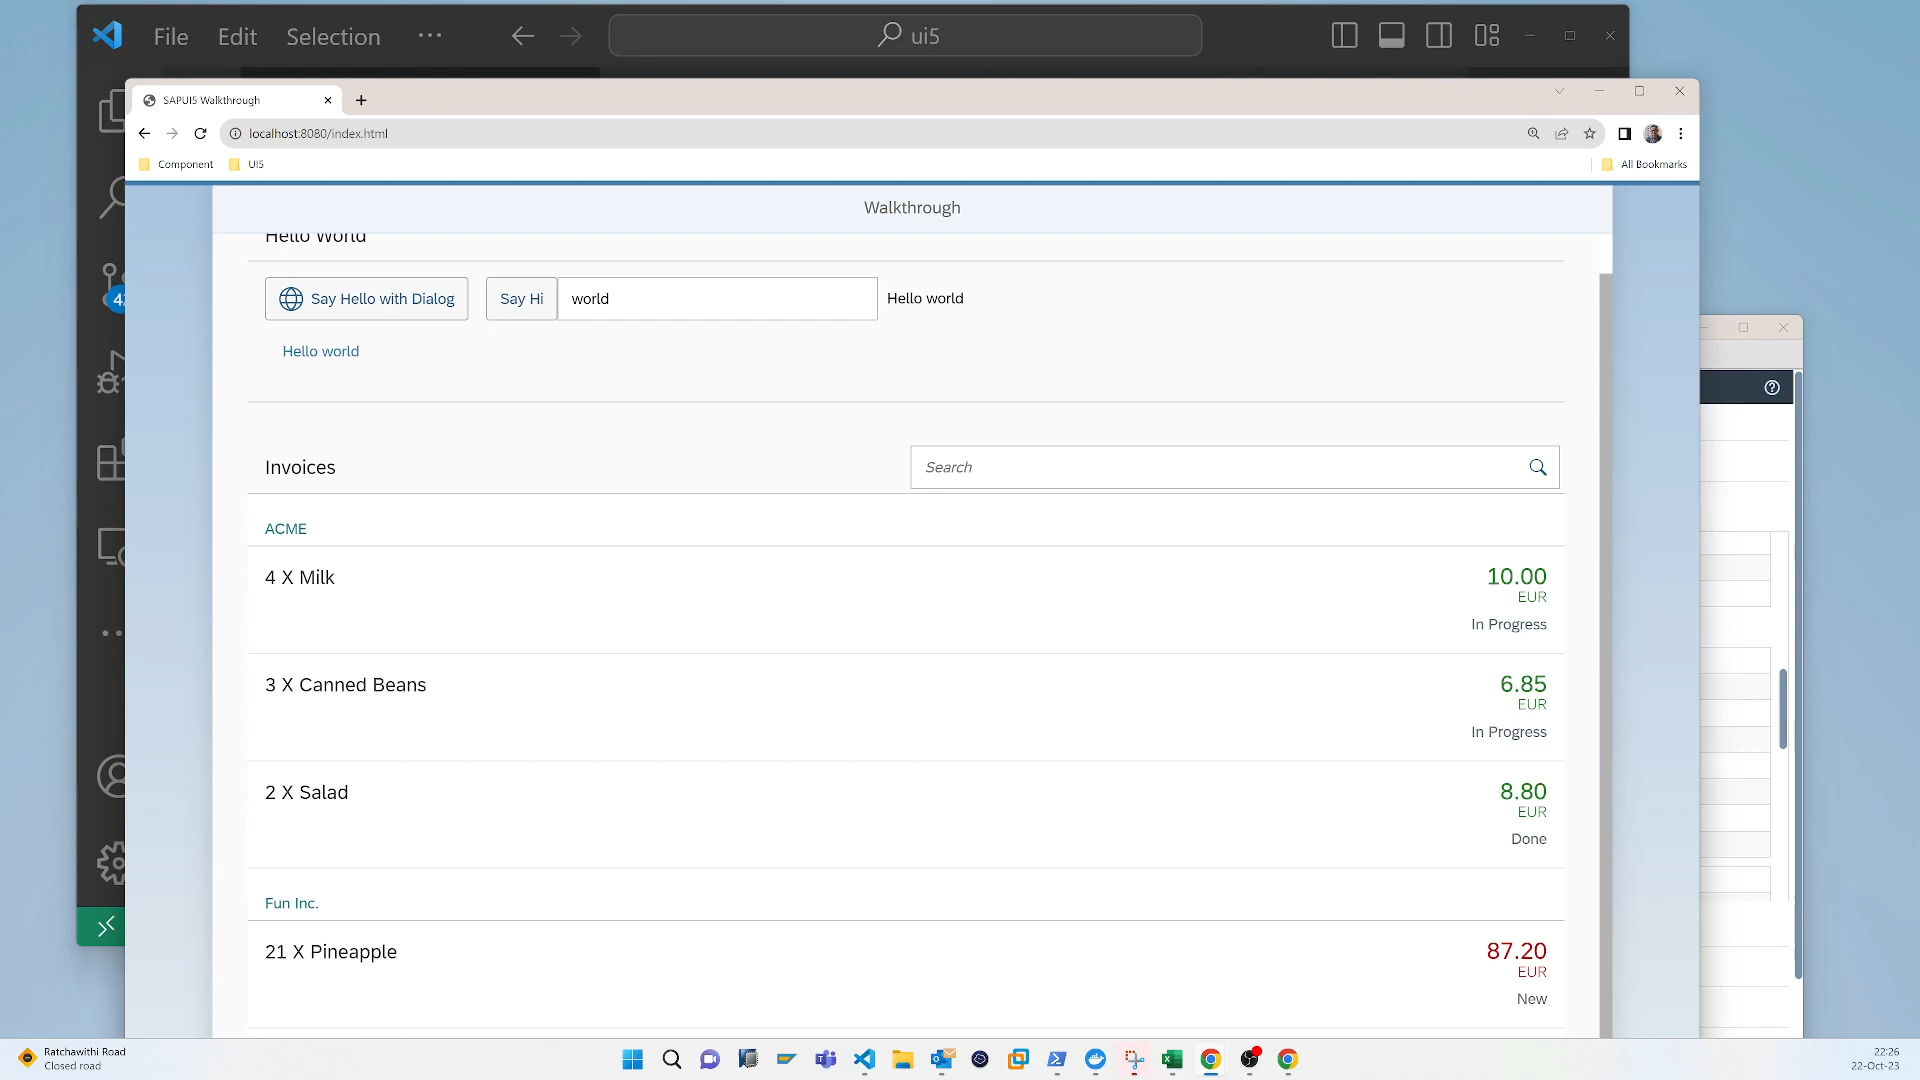 File Edit Selection ··· ui5
SAPUI5 Walkthrough
localhost:8080/index.html
Component UI5 All Bookmarks
Walkthrough
Hello World
Say Hello with Dialog Say Hi world Hello world
Hello world
Invoices Search
ACME
4 X Milk 10.00
EUR
In Progress
3 X Canned Beans 6.85
EUR
In Progress
2 X Salad 8.80
EUR
Done
Fun Inc.
21 X Pineapple 87.20
EUR
New
Ratchawithi Road
Closed road
22:26
22-Oct-23